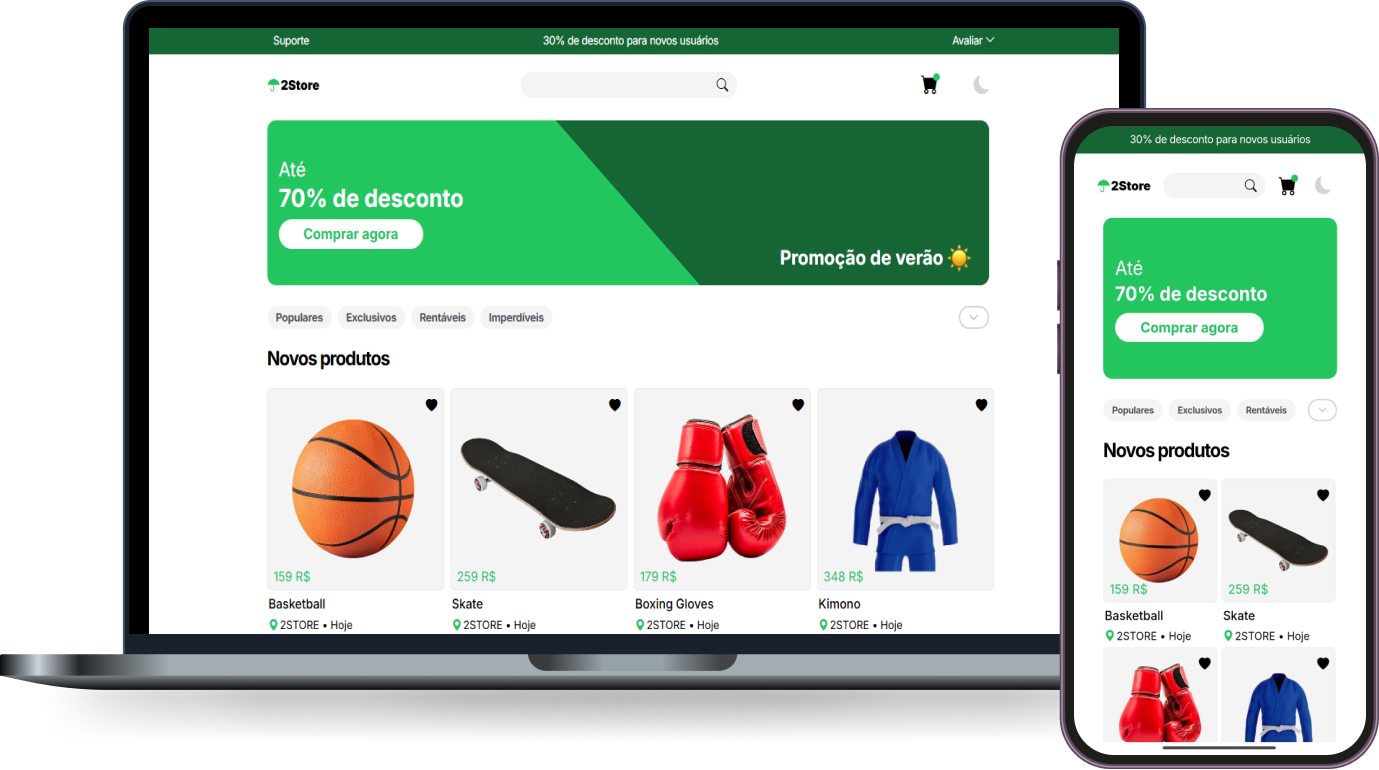 Suporte
30% de desconto para novos usuários
Avaliar
2Store
Até
70% de desconto
Comprar agora
Promoção de verão
Populares
Exclusivos
Rentáveis
Imperdíveis
Novos produtos
159 R$
259 R$
179 R$
348 R$
Basketball
Skate
Boxing Gloves
Kimono
2STORE • Hoje
2STORE • Hoje
2STORE • Hoje
2STORE • Hoje
30% de desconto para novos usuários
2Store
Até
70% de desconto
Comprar agora
Populares
Exclusivos
Rentáveis
Novos produtos
159 R$
259 R$
Basketball
Skate
2STORE • Hoje
2STORE • Hoje